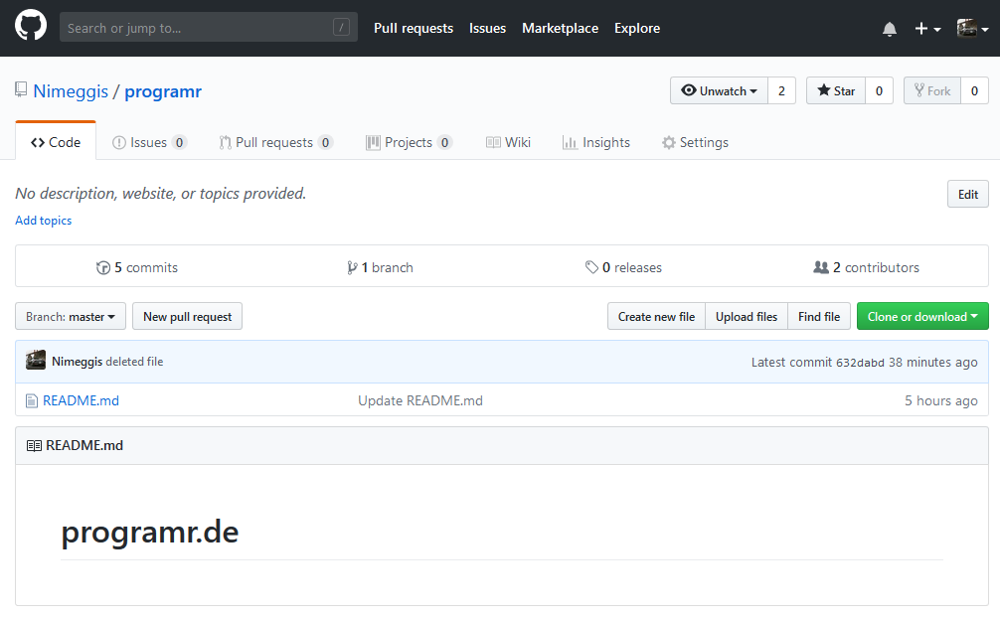 Search or jump to... / Pull requests Issues Marketplace Explore
Nimeggis / programr Unwatch 2 Star 0 Fork 0
Code Issues 0 Pull requests 0 Projects 0 Wiki Insights Settings
No description, website, or topics provided. Edit
Add topics
5 commits 1 branch 0 releases 2 contributors
Branch: master New pull request Create new file Upload files Find file Clone or download
Nimeggis deleted file Latest commit 632dabd 38 minutes ago
README.md Update README.md 5 hours ago
README.md
programr.de